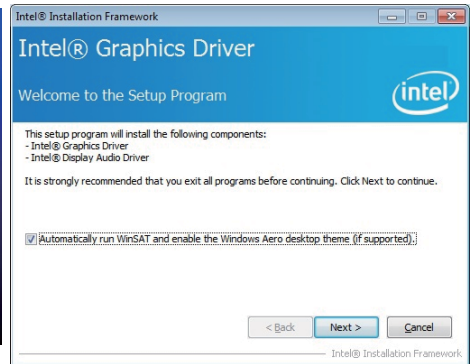 Intel® Installation Framework
Intel® Graphics Driver
Welcome to the Setup Program
intel
This setup program will install the following components:
- Intel® Graphics Driver
- Intel® Display Audio Driver
It is strongly recommended that you exit all programs before continuing. Click Next to continue.
Automatically run WinSAT and enable the Windows Aero desktop theme (if supported).
< Back Next > Cancel
Intel® Installation Framework